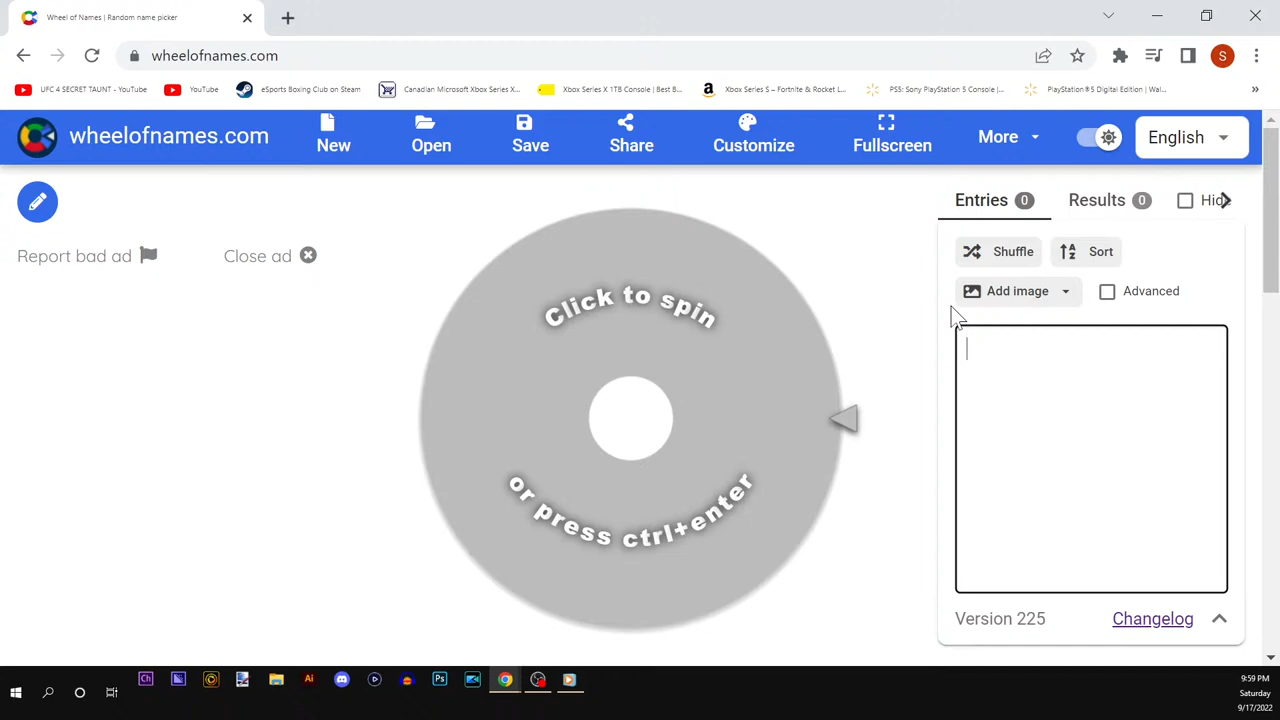 Wheel of Names | Random name picker
wheelofnames.com
S
UFC 4 SECRET TAUNT - YouTube
YouTube
eSports Boxing Club on Steam
Canadian Microsoft Xbox Series X...
Xbox Series X 1TB Console | Best B...
Xbox Series S – Fortnite & Rocket L...
PS5: Sony PlayStation 5 Console |...
PlayStation®5 Digital Edition | Wal...
wheelofnames.com
New
Open
Save
Share
Customize
Fullscreen
More
English
Entries 0
Results 0
Hide
Report bad ad
Close ad
Shuffle
Sort
Add image
Advanced
Click to spin
or press ctrl+enter
Version 225
Changelog
Ch
Ai
Ps
9:59 PM
Saturday
9/17/2022